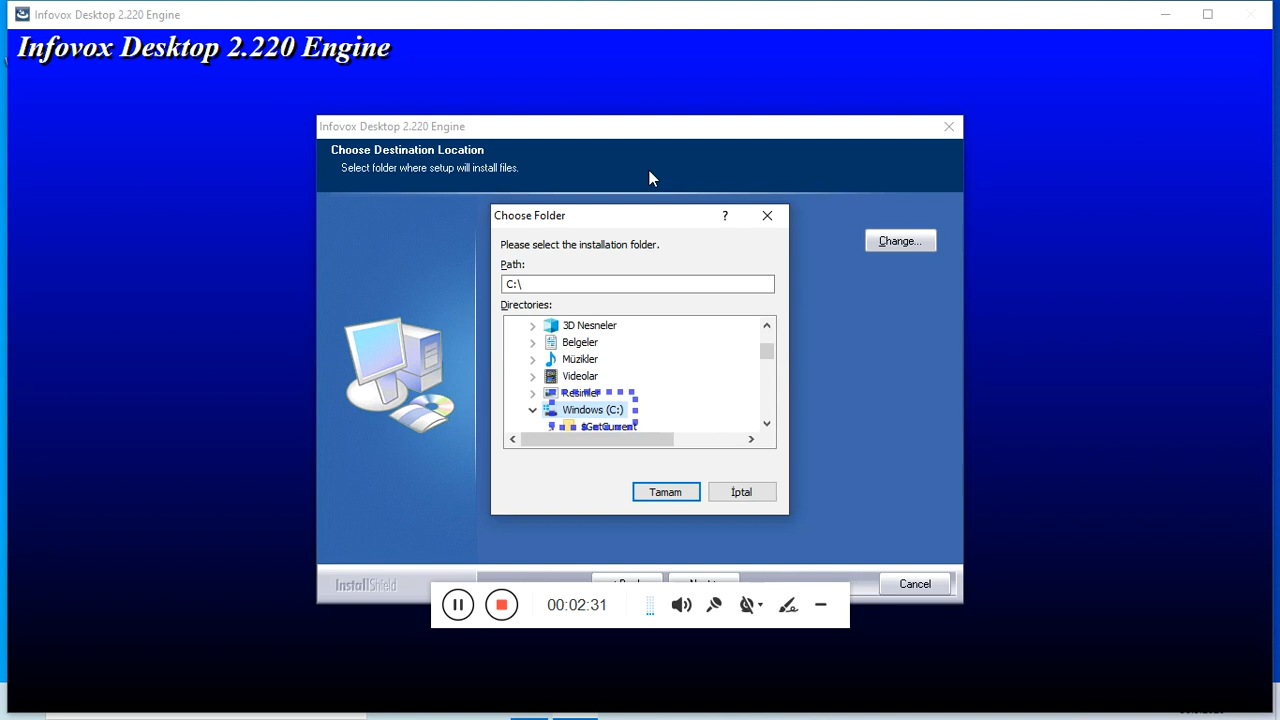 Infovox Desktop 2.220 Engine
Infovox Desktop 2.220 Engine
Infovox Desktop 2.220 Engine
Choose Destination Location
Select folder where setup will install files.
Change...
Choose Folder
?
Please select the installation folder.
Path:
C:\
Directories:
3D Nesneler
Belgeler
Müzikler
Videolar
Resimler
Windows (C:)
$GetCurrent
Tamam
İptal
InstallShield
Cancel
00:02:31